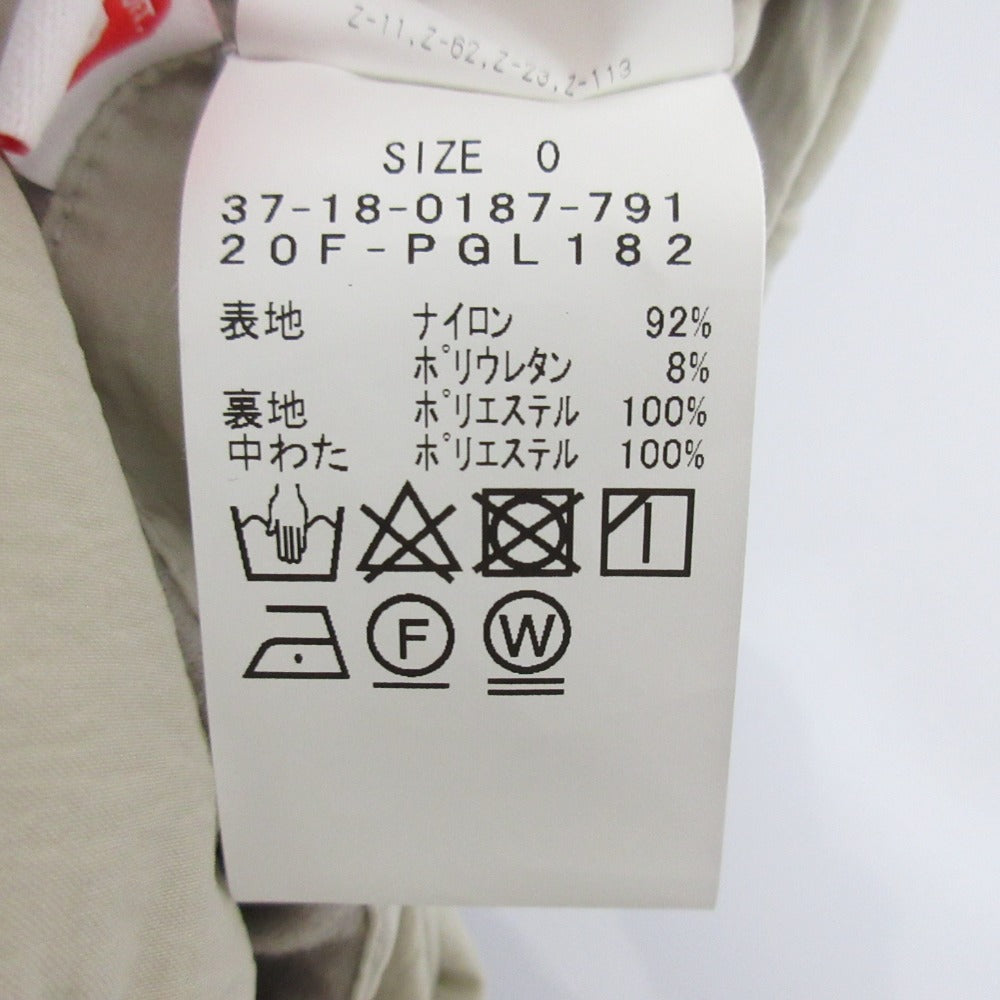 Z-11,Z-62,Z-23,Z-113
SIZE 0
37-18-0187-791
20F-PGL182
表地 ナイロン 92%
ポリウレタン 8%
裏地 ポリエステル 100%
中わた ポリエステル 100%
F W